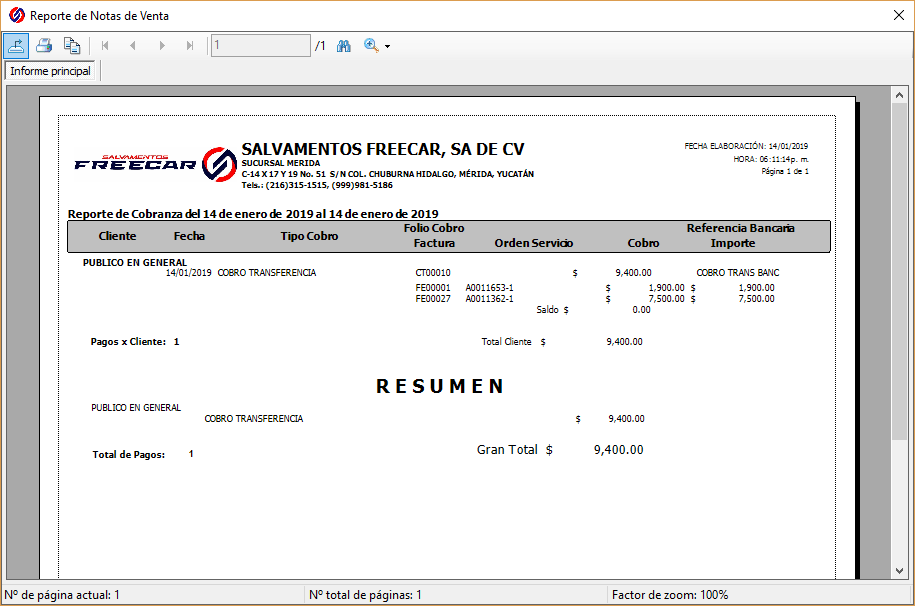 Reporte de Notas de Venta
1 /1
Informe principal
SALVAMENTOS
FREECAR
SALVAMENTOS FREECAR, SA DE CV
SUCURSAL MERIDA
C-14 X 17 Y 19 No. 51 S/N COL. CHUBURNA HIDALGO, MÉRIDA, YUCATÁN
Tels.: (216)315-1515, (999)981-5186
FECHA ELABORACIÓN: 14/01/2019
HORA: 06:11:14p. m.
Página 1 de 1
Reporte de Cobranza del 14 de enero de 2019 al 14 de enero de 2019
Cliente Fecha Tipo Cobro Folio Cobro Factura Orden Servicio Cobro Referencia Bancaria Importe
PUBLICO EN GENERAL
14/01/2019 COBRO TRANSFERENCIA CT00010 $ 9,400.00 COBRO TRANS BANC
FE00001 A0011653-1 $ 1,900.00 $ 1,900.00
FE00027 A0011362-1 $ 7,500.00 $ 7,500.00
Saldo $ 0.00
Pagos x Cliente: 1 Total Cliente $ 9,400.00
RESUMEN
PUBLICO EN GENERAL
COBRO TRANSFERENCIA $ 9,400.00
Total de Pagos: 1 Gran Total $ 9,400.00
Nº de página actual: 1 Nº total de páginas: 1 Factor de zoom: 100%